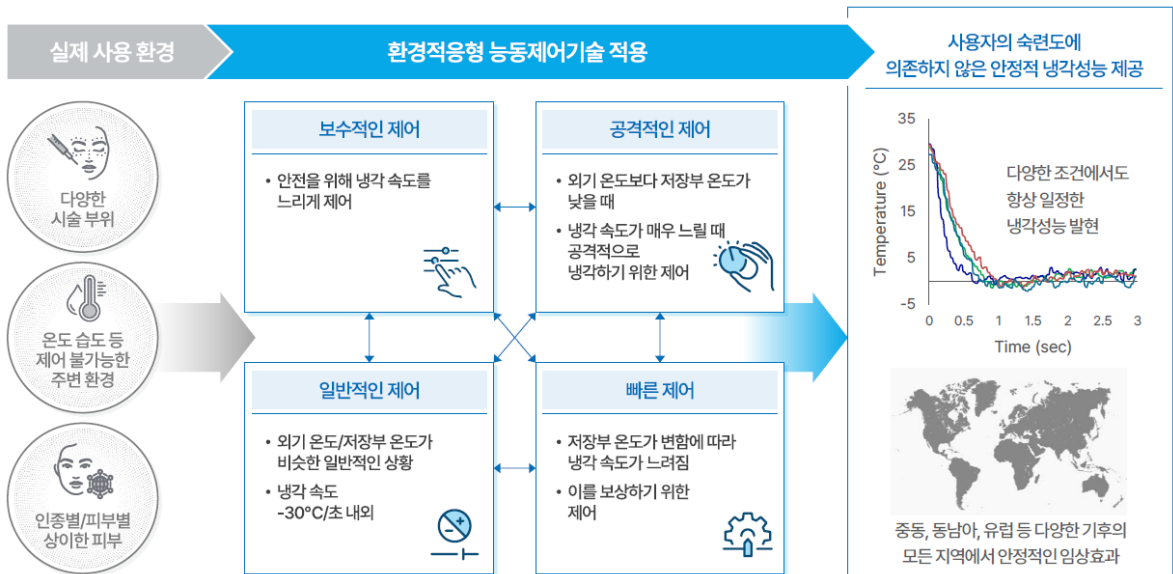 실제 사용 환경
환경적응형 능동제어기술 적용
사용자의 숙련도에
의존하지 않은 안정적 냉각성능 제공
다양한
시술 부위
온도 습도 등
제어 불가능한
주변 환경
인종별/피부별
상이한 피부
보수적인 제어
• 안전을 위해 냉각 속도를
느리게 제어
공격적인 제어
• 외기 온도보다 저장부 온도가
낮을 때
• 냉각 속도가 매우 느릴 때
공격적으로
냉각하기 위한 제어
일반적인 제어
• 외기 온도/저장부 온도가
비슷한 일반적인 상황
• 냉각 속도
-30°C/초 내외
빠른 제어
• 저장부 온도가 변함에 따라
냉각 속도가 느려짐
• 이를 보상하기 위한
제어
Temperature (°C)
35
25
15
5
-5
다양한 조건에서도
항상 일정한
냉각성능 발현
0 0.5 1 1.5 2 2.5 3
Time (sec)
중동, 동남아, 유럽 등 다양한 기후의
모든 지역에서 안정적인 임상효과